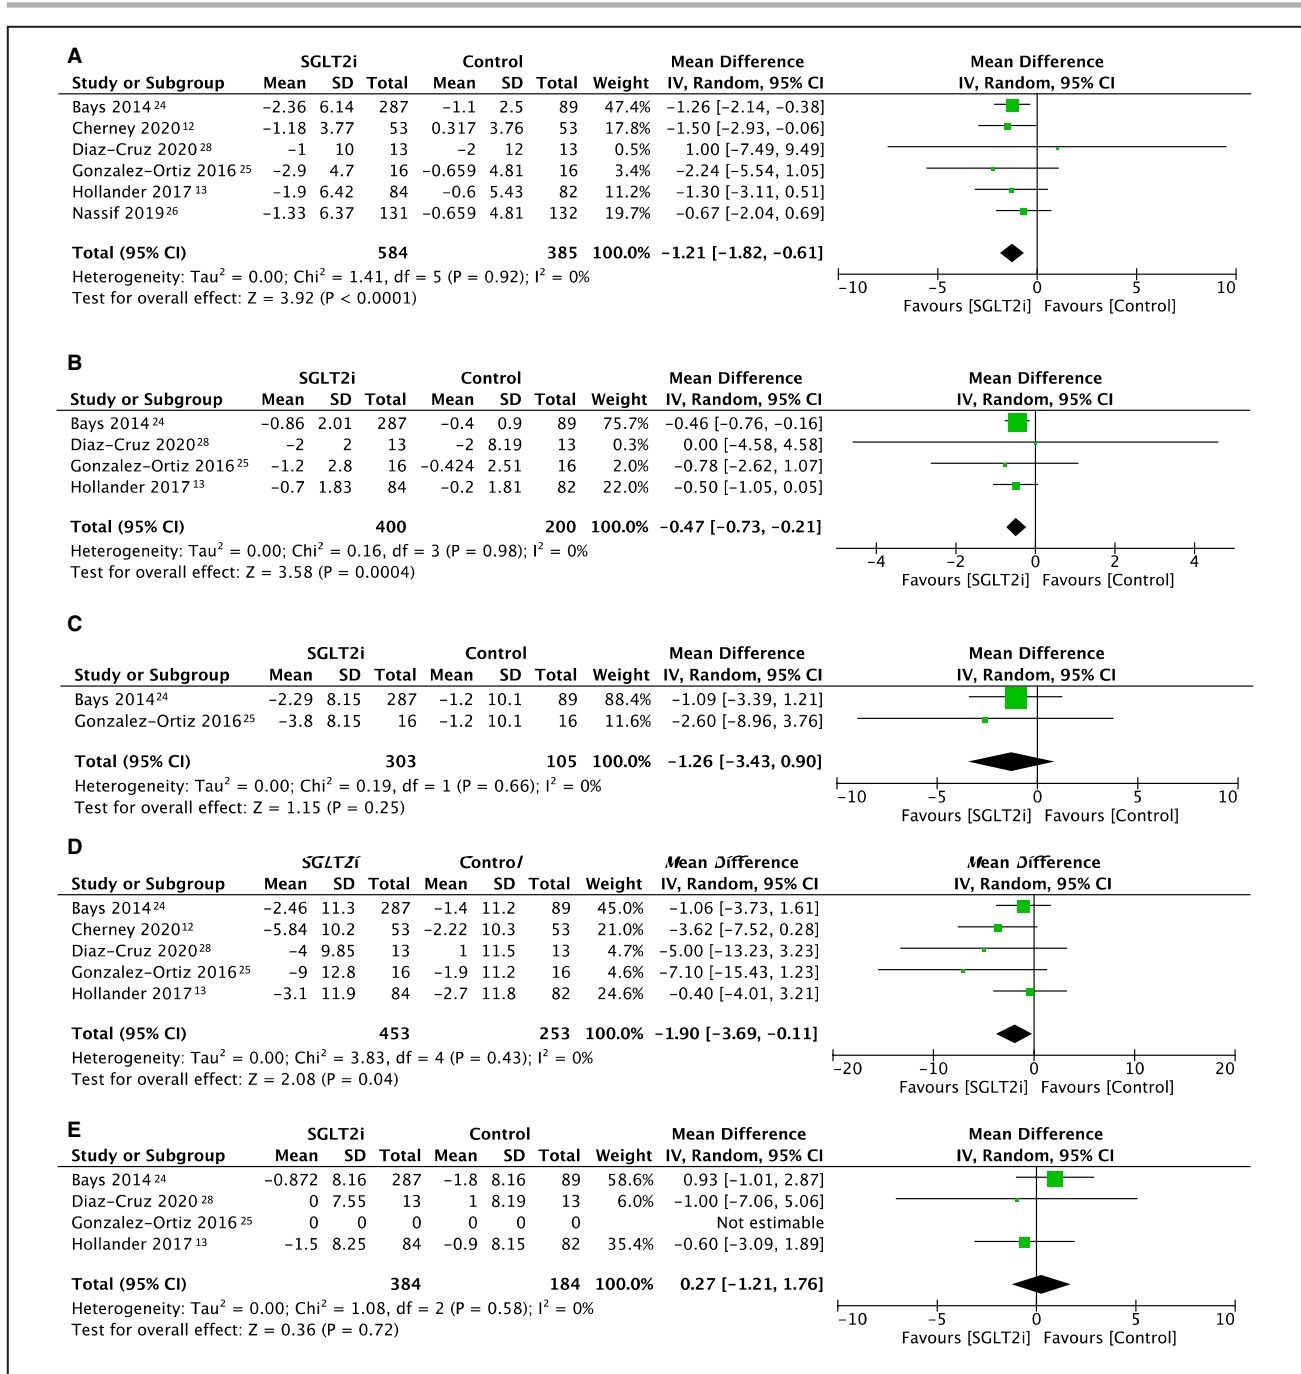 A
SGLT2i Control Mean Difference Mean Difference
Study or Subgroup Mean SD Total Mean SD Total Weight IV, Random, 95% CI IV, Random, 95% CI
Bays 2014 24 −2.36 6.14 287 −1.1 2.5 89 47.4% −1.26 [−2.14, −0.38]
Cherney 2020 12 −1.18 3.77 53 0.317 3.76 53 17.8% −1.50 [−2.93, −0.06]
Diaz−Cruz 2020 28 −1 10 13 −2 12 13 0.5% 1.00 [−7.49, 9.49]
Gonzalez−Ortiz 2016 25 −2.9 4.7 16 −0.659 4.81 16 3.4% −2.24 [−5.54, 1.05]
Hollander 2017 13 −1.9 6.42 84 −0.6 5.43 82 11.2% −1.30 [−3.11, 0.51]
Nassif 2019 26 −1.33 6.37 131 −0.659 4.81 132 19.7% −0.67 [−2.04, 0.69]
Total (95% CI) 584 385 100.0% −1.21 [−1.82, −0.61]
Heterogeneity: Tau² = 0.00; Chi² = 1.41, df = 5 (P = 0.92); I² = 0%
−10 −5 0 5 10
Test for overall effect: Z = 3.92 (P < 0.0001)
Favours [SGLT2i] Favours [Control]
B
SGLT2i Control Mean Difference Mean Difference
Study or Subgroup Mean SD Total Mean SD Total Weight IV, Random, 95% CI IV, Random, 95% CI
Bays 2014 24 −0.86 2.01 287 −0.4 0.9 89 75.7% −0.46 [−0.76, −0.16]
Diaz−Cruz 2020 28 −2 2 13 −2 8.19 13 0.3% 0.00 [−4.58, 4.58]
Gonzalez−Ortiz 2016 25 −1.2 2.8 16 −0.424 2.51 16 2.0% −0.78 [−2.62, 1.07]
Hollander 2017 13 −0.7 1.83 84 −0.2 1.81 82 22.0% −0.50 [−1.05, 0.05]
Total (95% CI) 400 200 100.0% −0.47 [−0.73, −0.21]
Heterogeneity: Tau² = 0.00; Chi² = 0.16, df = 3 (P = 0.98); I² = 0%
−4 −2 0 2 4
Test for overall effect: Z = 3.58 (P = 0.0004)
Favours [SGLT2i] Favours [Control]
C
SGLT2i Control Mean Difference Mean Difference
Study or Subgroup Mean SD Total Mean SD Total Weight IV, Random, 95% CI IV, Random, 95% CI
Bays 2014 24 −2.29 8.15 287 −1.2 10.1 89 88.4% −1.09 [−3.39, 1.21]
Gonzalez−Ortiz 2016 25 −3.8 8.15 16 −1.2 10.1 16 11.6% −2.60 [−8.96, 3.76]
Total (95% CI) 303 105 100.0% −1.26 [−3.43, 0.90]
Heterogeneity: Tau² = 0.00; Chi² = 0.19, df = 1 (P = 0.66); I² = 0%
−10 −5 0 5 10
Test for overall effect: Z = 1.15 (P = 0.25)
Favours [SGLT2i] Favours [Control]
D
SGLT2i Control Mean Difference Mean Difference
Study or Subgroup Mean SD Total Mean SD Total Weight IV, Random, 95% CI IV, Random, 95% CI
Bays 2014 24 −2.46 11.3 287 −1.4 11.2 89 45.0% −1.06 [−3.73, 1.61]
Cherney 2020 12 −5.84 10.2 53 −2.22 10.3 53 21.0% −3.62 [−7.52, 0.28]
Diaz−Cruz 2020 28 −4 9.85 13 1 11.5 13 4.7% −5.00 [−13.23, 3.23]
Gonzalez−Ortiz 2016 25 −9 12.8 16 −1.9 11.2 16 4.6% −7.10 [−15.43, 1.23]
Hollander 2017 13 −3.1 11.9 84 −2.7 11.8 82 24.6% −0.40 [−4.01, 3.21]
Total (95% CI) 453 253 100.0% −1.90 [−3.69, −0.11]
Heterogeneity: Tau² = 0.00; Chi² = 3.83, df = 4 (P = 0.43); I² = 0%
−20 −10 0 10 20
Test for overall effect: Z = 2.08 (P = 0.04)
Favours [SGLT2i] Favours [Control]
E
SGLT2i Control Mean Difference Mean Difference
Study or Subgroup Mean SD Total Mean SD Total Weight IV, Random, 95% CI IV, Random, 95% CI
Bays 2014 24 −0.872 8.16 287 −1.8 8.16 89 58.6% 0.93 [−1.01, 2.87]
Diaz−Cruz 2020 28 0 7.55 13 1 8.19 13 6.0% −1.00 [−7.06, 5.06]
Gonzalez−Ortiz 2016 25 0 0 0 0 0 0 Not estimable
Hollander 2017 13 −1.5 8.25 84 −0.9 8.15 82 35.4% −0.60 [−3.09, 1.89]
Total (95% CI) 384 184 100.0% 0.27 [−1.21, 1.76]
Heterogeneity: Tau² = 0.00; Chi² = 1.08, df = 2 (P = 0.58); I² = 0%
−10 −5 0 5 10
Test for overall effect: Z = 0.36 (P = 0.72)
Favours [SGLT2i] Favours [Control]